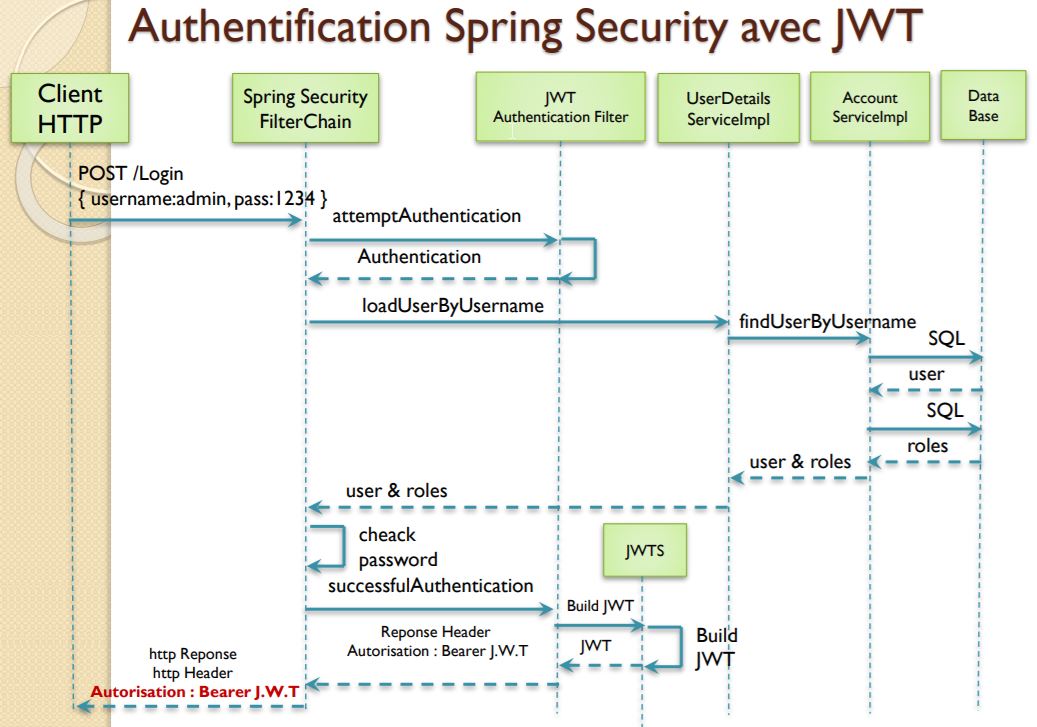 Authentification Spring Security avec JWT
Client
HTTP
Spring Security
FilterChain
JWT
Authentication Filter
UserDetails
ServiceImpl
Account
ServiceImpl
Data
Base
POST /Login
{ username:admin, pass:1234 }
attemptAuthentication
Authentication
loadUserByUsername
findUserByUsername
SQL
user
SQL
roles
user & roles
user & roles
cheack
password
JWTS
successfulAuthentication
Build JWT
Build
JWT
JWT
Reponse Header
Autorisation : Bearer J.W.T
http Reponse
http Header
Autorisation : Bearer J.W.T